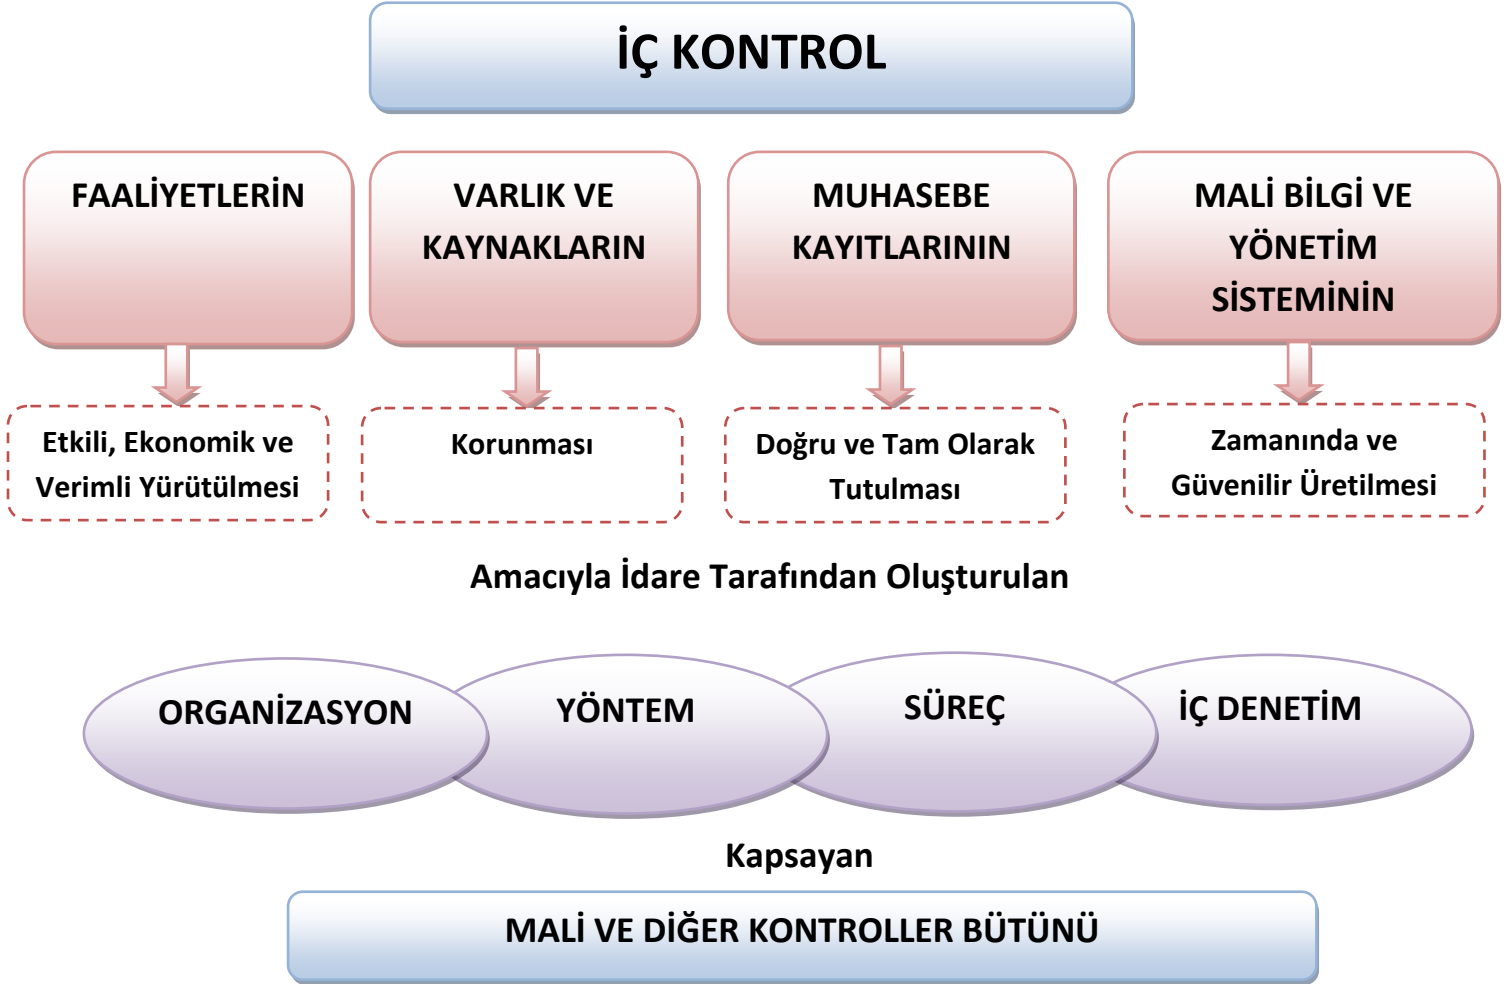 İÇ KONTROL
FAALİYETLERİN
VARLIK VE
KAYNAKLARIN
MUHASEBE
KAYITLARININ
MALİ BİLGİ VE
YÖNETİM
SİSTEMİNİN
Etkili, Ekonomik ve
Verimli Yürütülmesi
Korunması
Doğru ve Tam Olarak
Tutulması
Zamanında ve
Güvenilir Üretilmesi
Amacıyla İdare Tarafından Oluşturulan
ORGANİZASYON
YÖNTEM
SÜREÇ
İÇ DENETİM
Kapsayan
MALİ VE DİĞER KONTROLLER BÜTÜNÜ